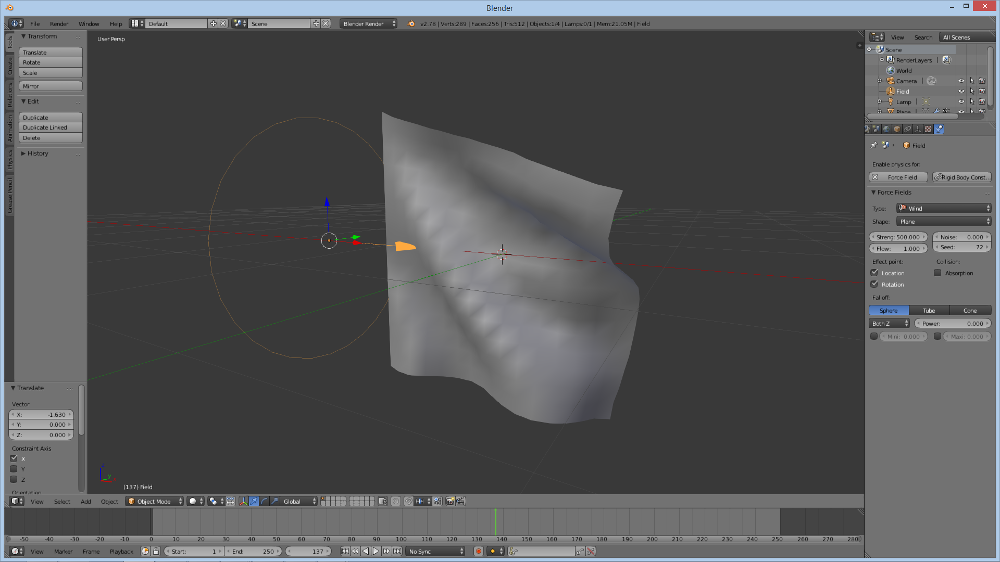 Blender
File Render Window Help Default Scene Blender Render v2.78 | Verts:289 | Faces:256 | Tris:512 | Objects:1/4 | Lamps:0/1 | Mem:21.05M | Field
Tools
Create
Relations
Animation
Physics
Grease Pencil
Transform
Translate
Rotate
Scale
Mirror
Edit
Duplicate
Duplicate Linked
Delete
History
Translate
Vector
X: -1.630
Y: 0.000
Z: 0.000
Constraint Axis
X
Y
Z
Orientation
User Persp
z
y
(137) Field
View Select Add Object Object Mode Global
-50 -40 -30 -20 -10 0 10 20 30 40 50 60 70 80 90 100 110 120 130 140 150 160 170 180 190 200 210 220 230 240 250 260 270 280
View Marker Frame Playback Start: 1 End: 250 137 No Sync
View Search All Scenes
Scene
RenderLayers
World
Camera
Field
Lamp
Plane
Field
Enable physics for:
Force Field Rigid Body Const...
Force Fields
Type: Wind
Shape: Plane
Streng: 500.000 Noise: 0.000
Flow: 1.000 Seed: 72
Effect point: Collision:
Location Absorption
Rotation
Falloff:
Sphere Tube Cone
Both Z Power: 0.000
Mini: 0.000 Maxi: 0.000